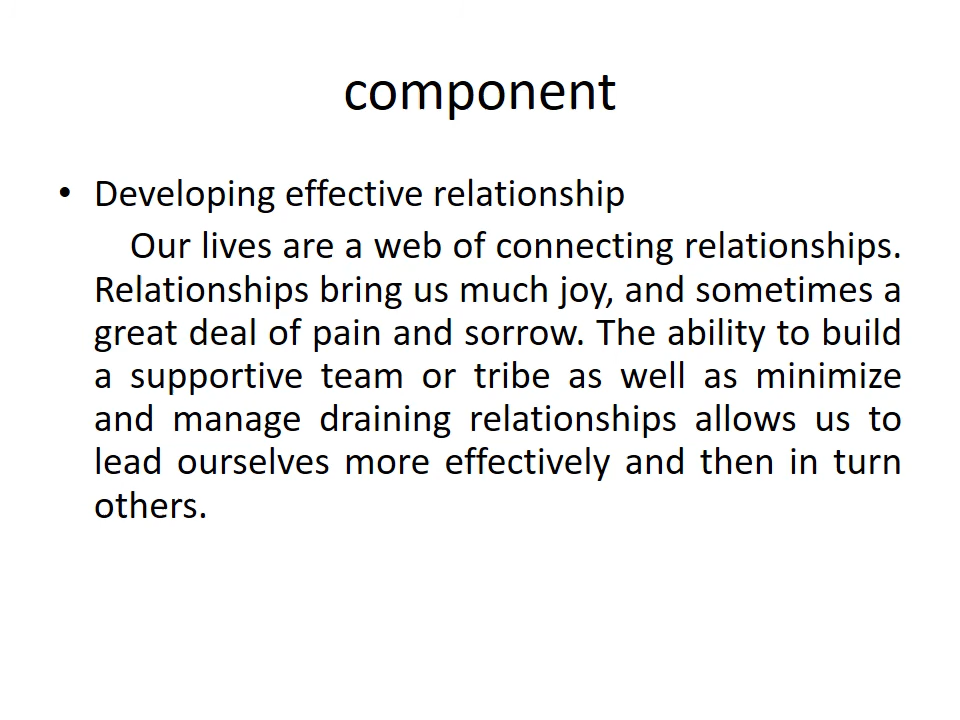 component
• Developing effective relationship
Our lives are a web of connecting relationships.
Relationships bring us much joy, and sometimes a
great deal of pain and sorrow. The ability to build
a supportive team or tribe as well as minimize
and manage draining relationships allows us to
lead ourselves more effectively and then in turn
others.